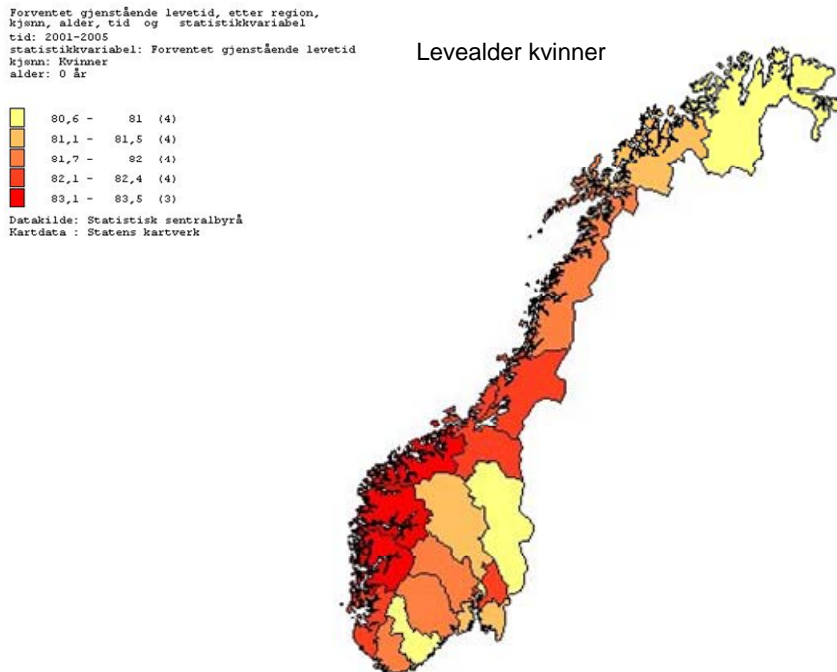 Forventet gjenstående levetid, etter region,
kjønn, alder, tid og statistikkvariabel
tid: 2001-2005
statistikkvariabel: Forventet gjenstående levetid
kjønn: Kvinner
alder: 0 år
Levealder kvinner
80,6 - 81 (4)
81,1 - 81,5 (4)
81,7 - 82 (4)
82,1 - 82,4 (4)
83,1 - 83,5 (3)
Datakilde: Statistisk sentralbyrå
Kartdata : Statens kartverk